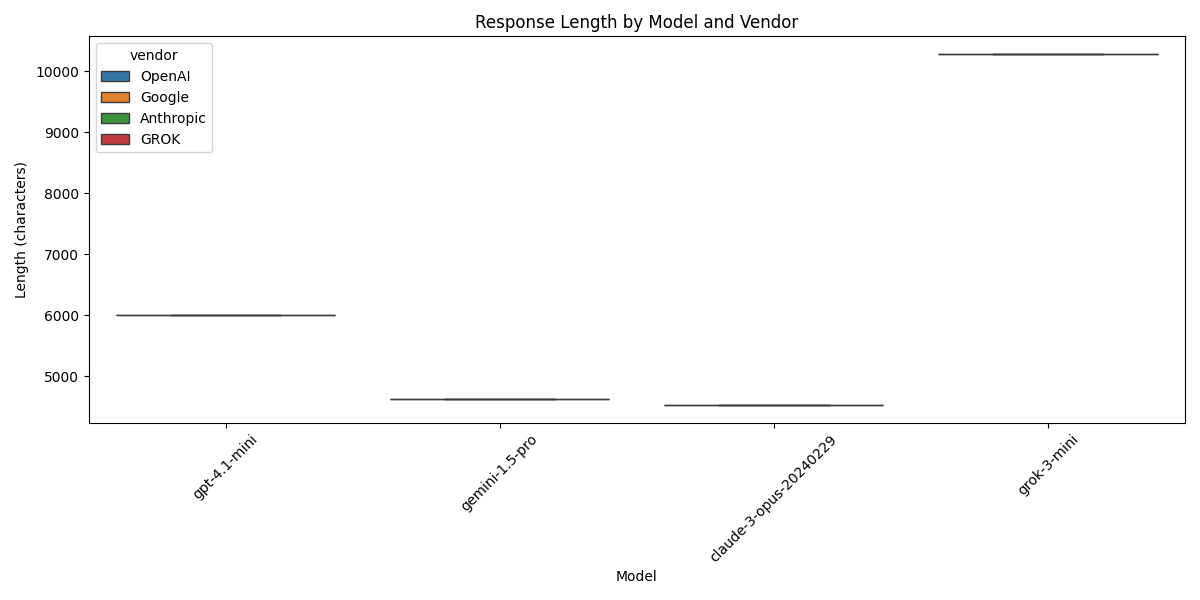 Response Length by Model and Vendor
vendor
OpenAI
Google
Anthropic
GROK
Length (characters)
10000
9000
8000
7000
6000
5000
gpt-4.1-mini
gemini-1.5-pro
claude-3-opus-20240229
grok-3-mini
Model